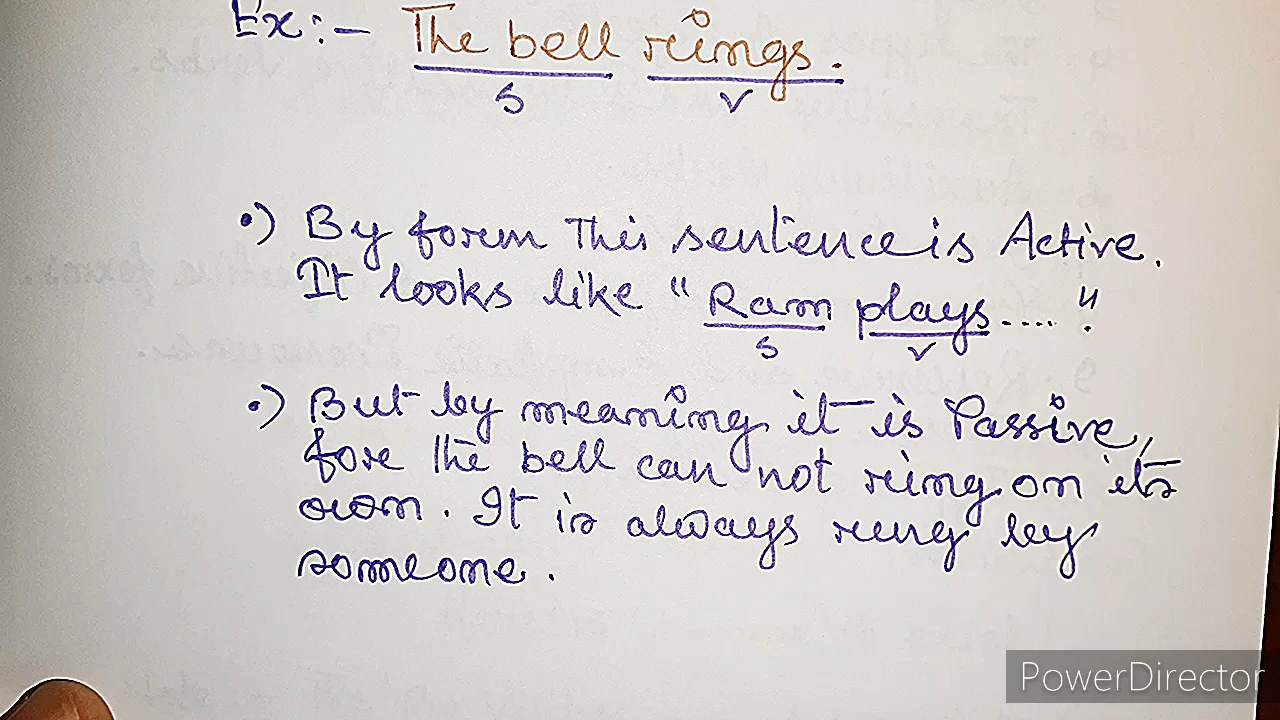 Ex:- The bell rings.
S V
•) By form This sentence is Active.
It looks like "Ram plays...."
S V
•) But by meaning it is Passive,
for the bell can not ring on its
own. It is always rung by
someone.
PowerDirector